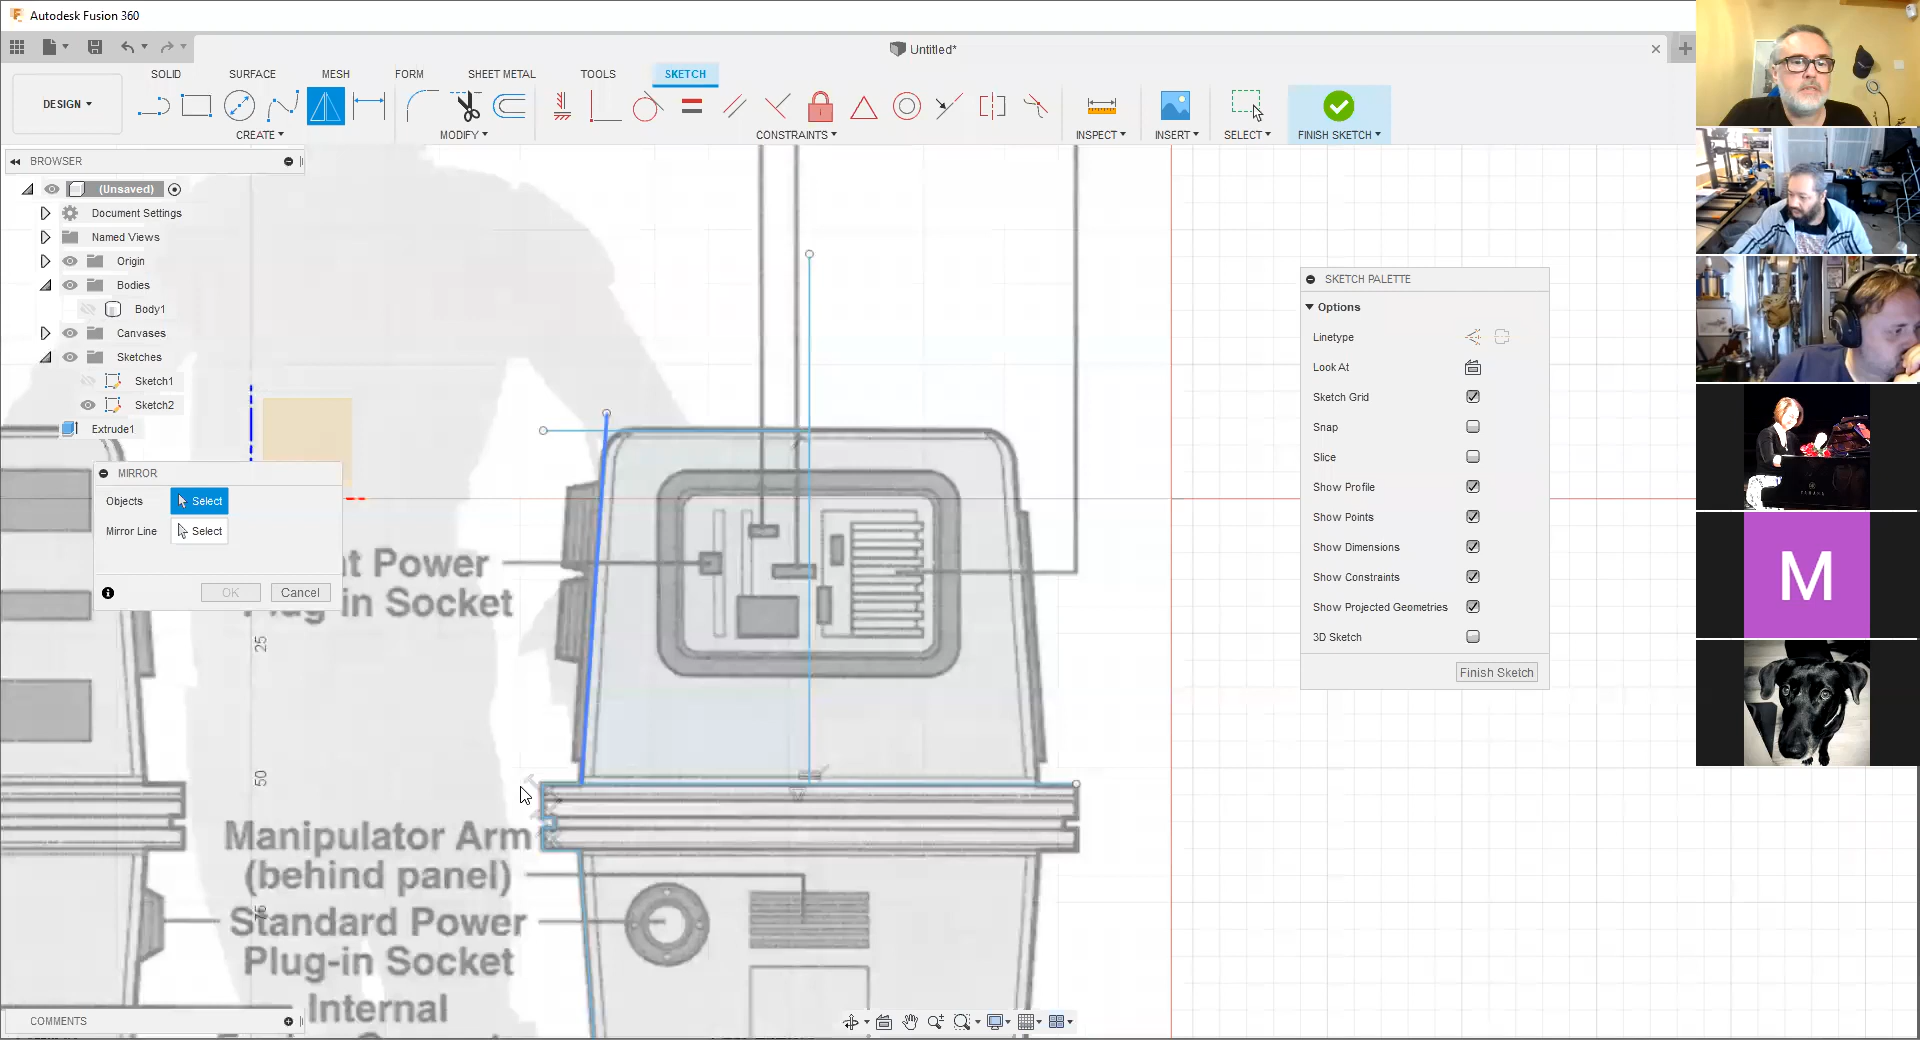 Autodesk Fusion 360
Untitled*
SOLID SURFACE MESH FORM SHEET METAL TOOLS SKETCH
DESIGN
CREATE MODIFY CONSTRAINTS INSPECT INSERT SELECT FINISH SKETCH
BROWSER
(Unsaved)
Document Settings
Named Views
Origin
Bodies
Body1
Canvases
Sketches
Sketch1
Sketch2
Extrude1
MIRROR
Objects Select
Mirror Line Select
OK Cancel
t Power
in Socket
25
50
75
Manipulator Arm
(behind panel)
Standard Power
Plug-in Socket
Internal
SKETCH PALETTE
Options
Linetype
Look At
Sketch Grid
Snap
Slice
Show Profile
Show Points
Show Dimensions
Show Constraints
Show Projected Geometries
3D Sketch
Finish Sketch
M
YAMAHA
COMMENTS